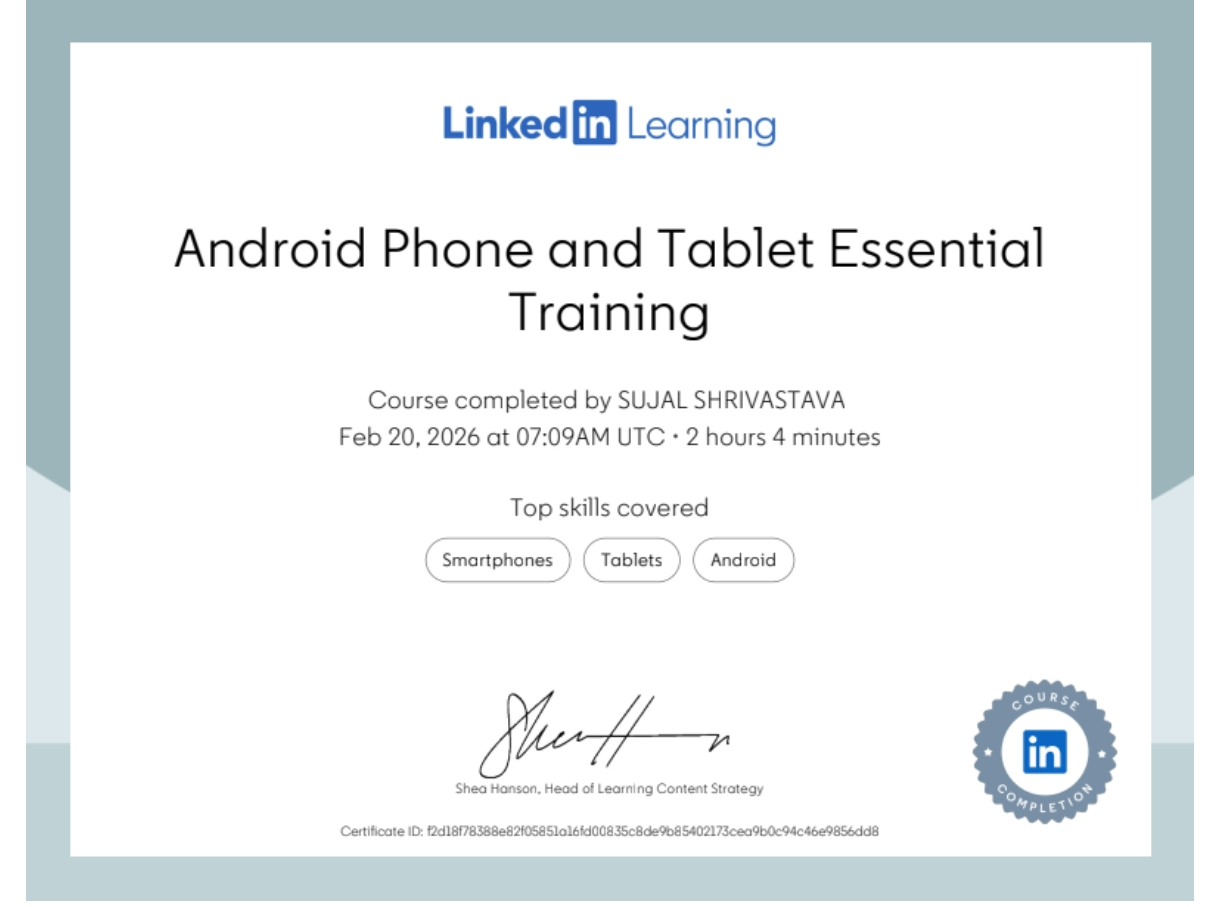 Linked in Learning
Android Phone and Tablet Essential
Training
Course completed by SUJAL SHRIVASTAVA
Feb 20, 2026 at 07:09AM UTC • 2 hours 4 minutes
Top skills covered
Smartphones Tablets Android
Shea Hanson, Head of Learning Content Strategy
Certificate ID: f2d18f78388e82f05851a16fd00835c8de9b85402173cea9b0c94c46e9856dd8
COURSE
in
COMPLETION